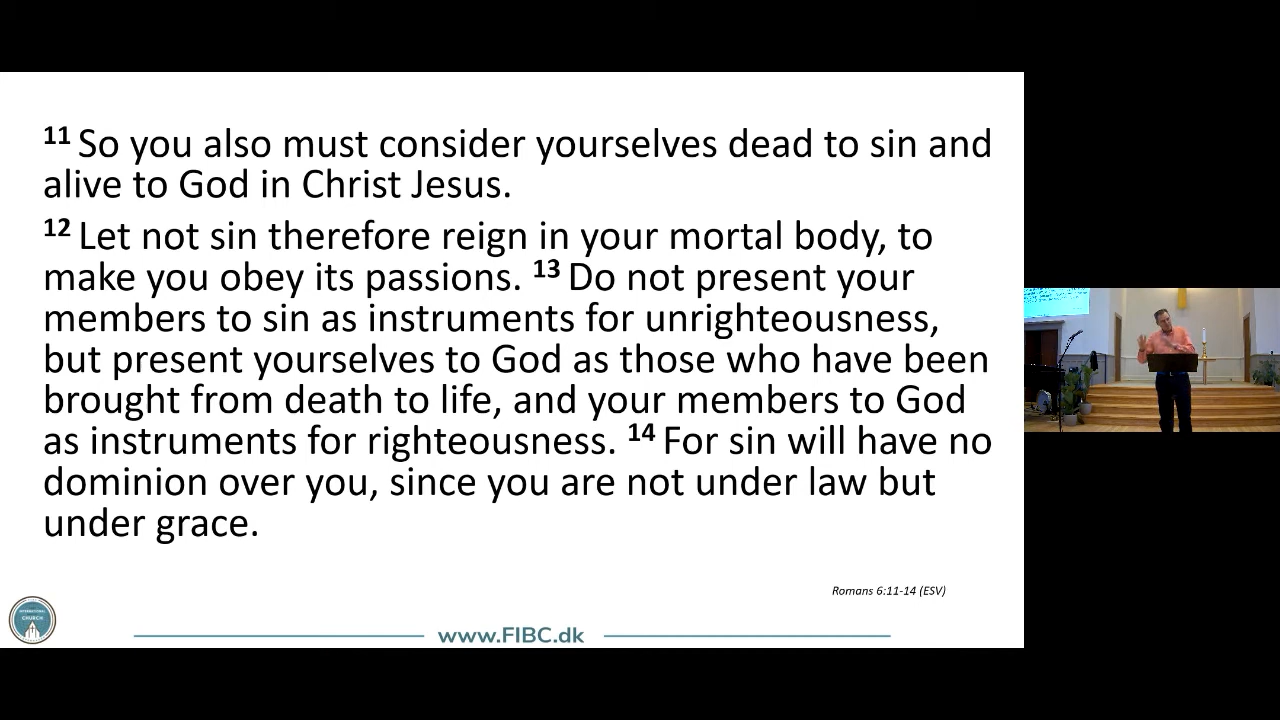 11 So you also must consider yourselves dead to sin and
alive to God in Christ Jesus.
12 Let not sin therefore reign in your mortal body, to
make you obey its passions. 13 Do not present your
members to sin as instruments for unrighteousness,
but present yourselves to God as those who have been
brought from death to life, and your members to God
as instruments for righteousness. 14 For sin will have no
dominion over you, since you are not under law but
under grace.
Romans 6:11-14 (ESV)
INTERNATIONAL
CHURCH
www.FIBC.dk